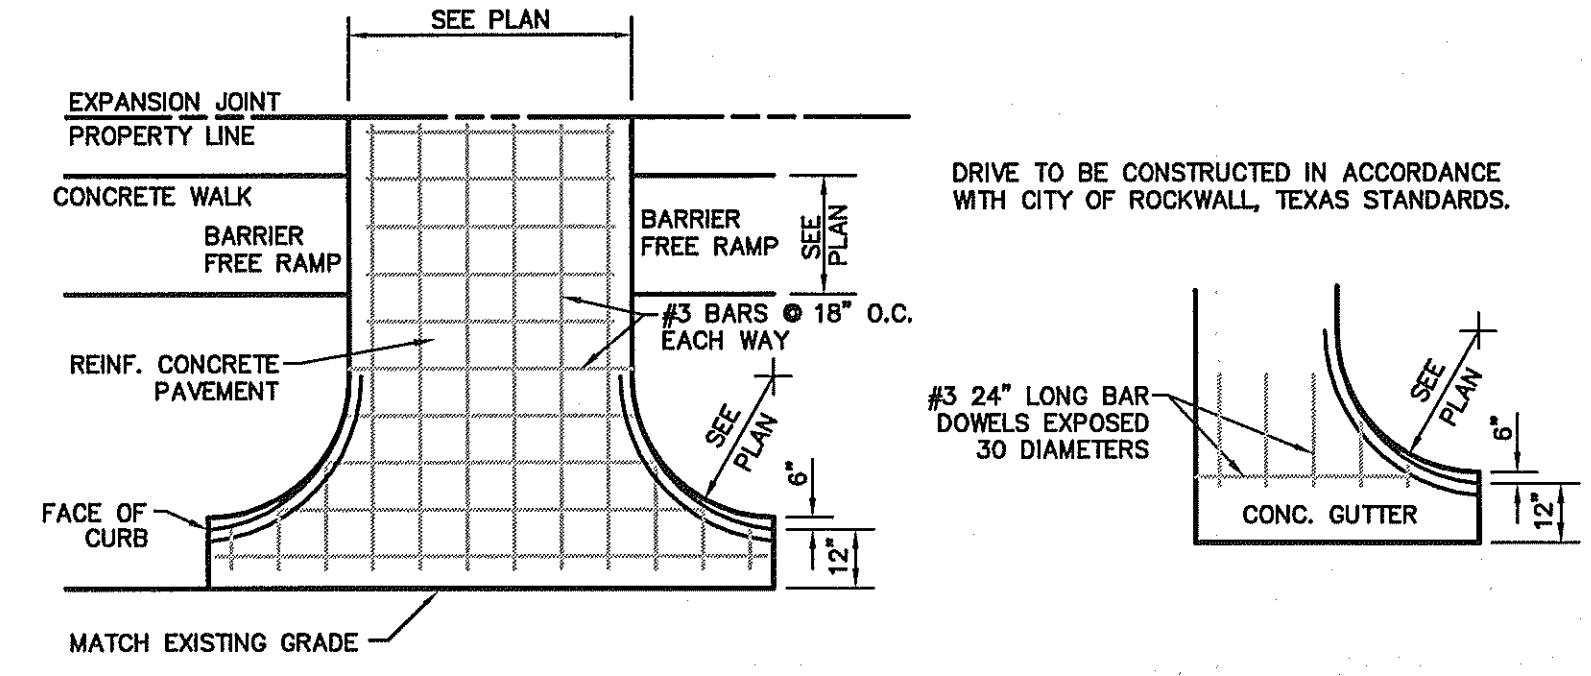 SEE PLAN
EXPANSION JOINT
PROPERTY LINE
CONCRETE WALK
BARRIER
FREE RAMP
BARRIER
FREE RAMP
SEE
PLAN
#3 BARS @ 18" O.C.
EACH WAY
REINF. CONCRETE
PAVEMENT
SEE
PLAN
6"
12"
FACE OF
CURB
MATCH EXISTING GRADE
DRIVE TO BE CONSTRUCTED IN ACCORDANCE
WITH CITY OF ROCKWALL, TEXAS STANDARDS.
#3 24" LONG BAR
DOWELS EXPOSED
30 DIAMETERS
SEE
PLAN
6"
12"
CONC. GUTTER